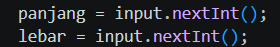 panjang = input.nextInt();
lebar = input.nextInt();